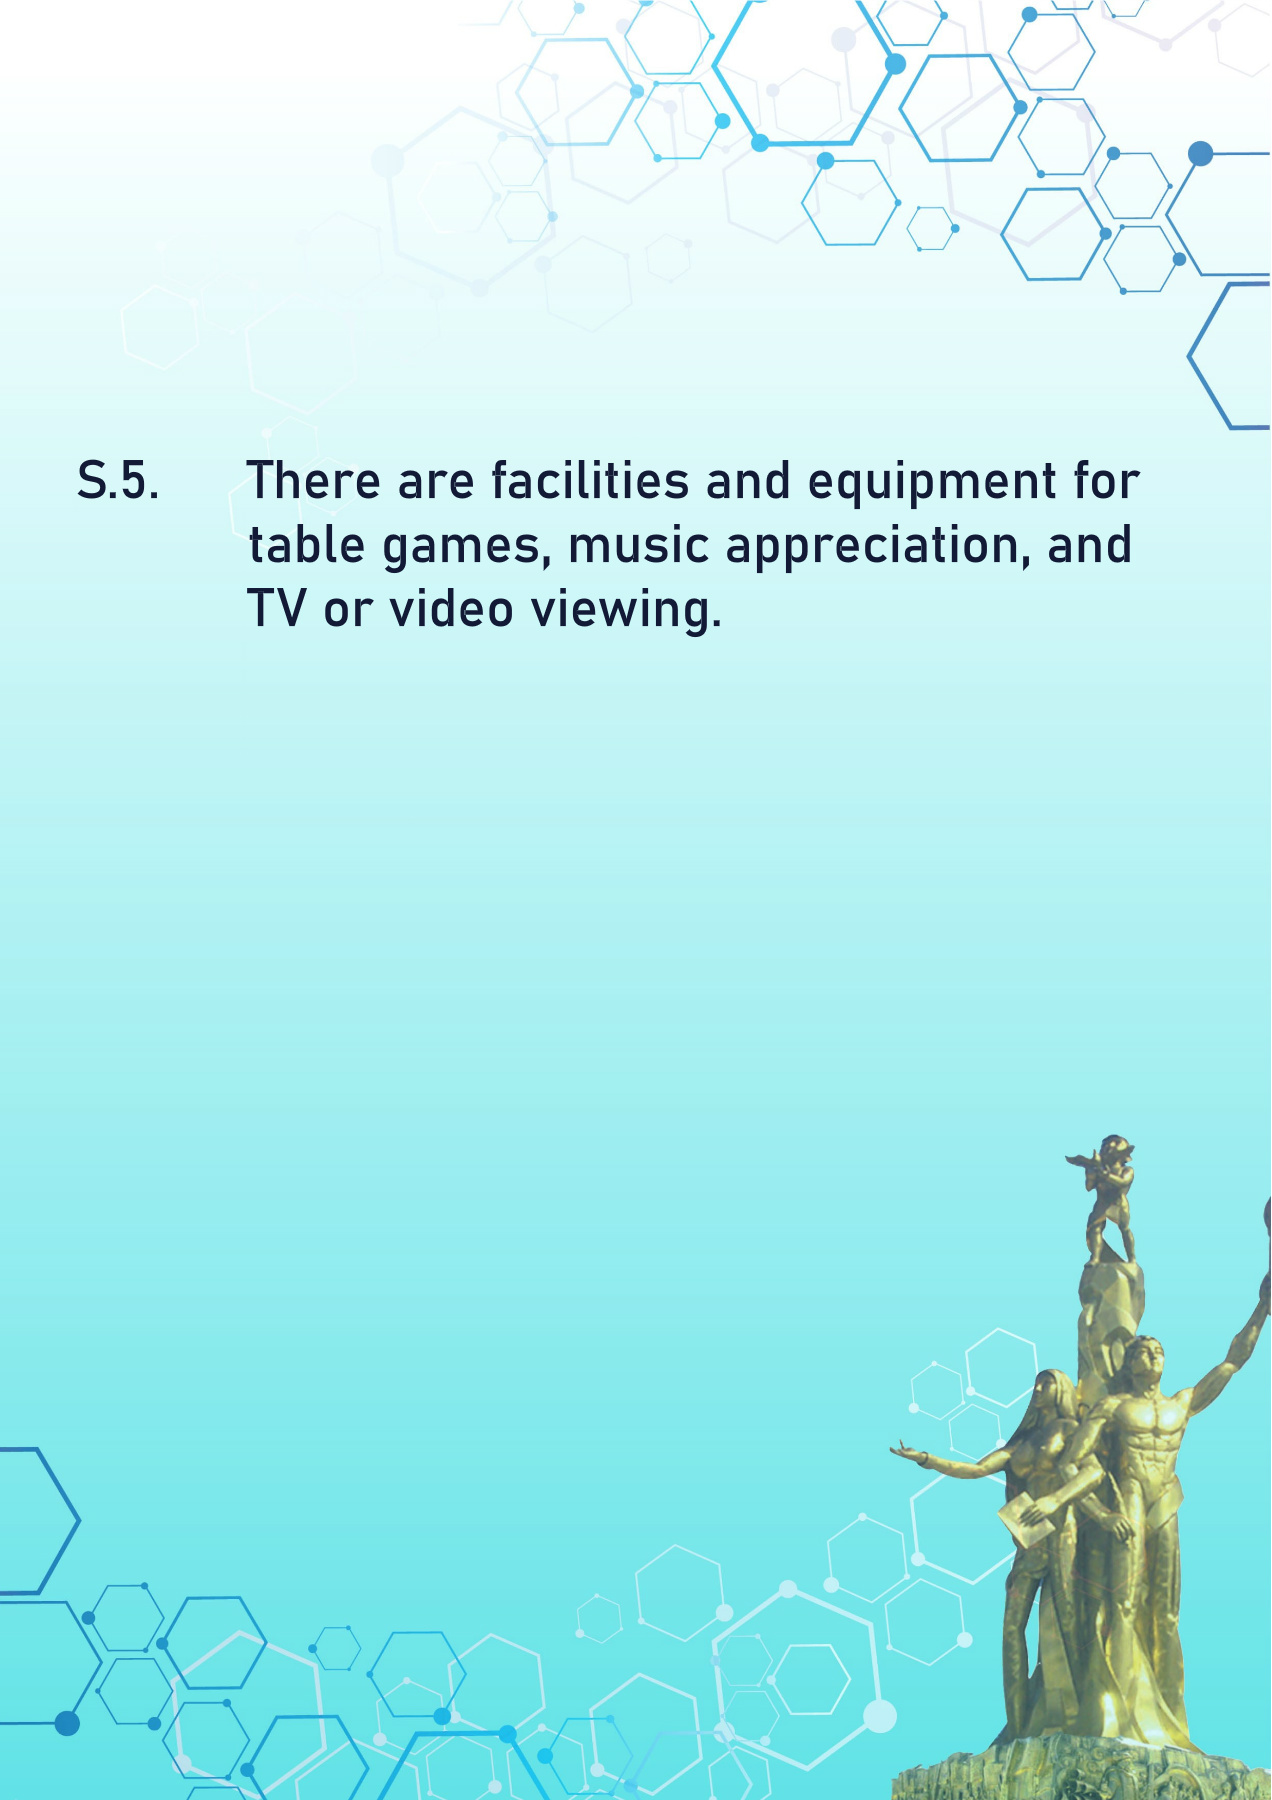 S.5. There are facilities and equipment for
table games, music appreciation, and
TV or video viewing.